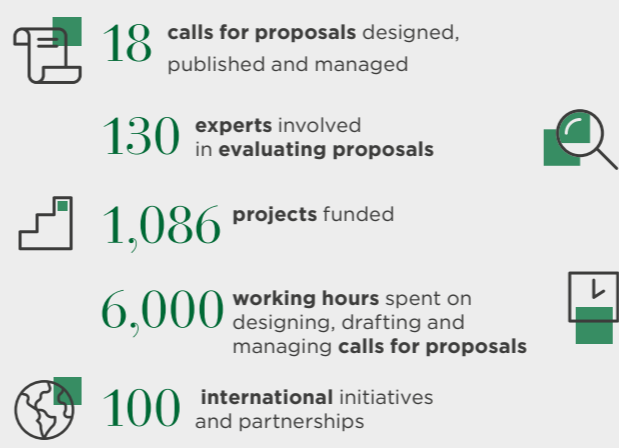 18 calls for proposals designed,
published and managed
130 experts involved
in evaluating proposals
1,086 projects funded
6,000 working hours spent on
designing, drafting and
managing calls for proposals
100 international initiatives
and partnerships